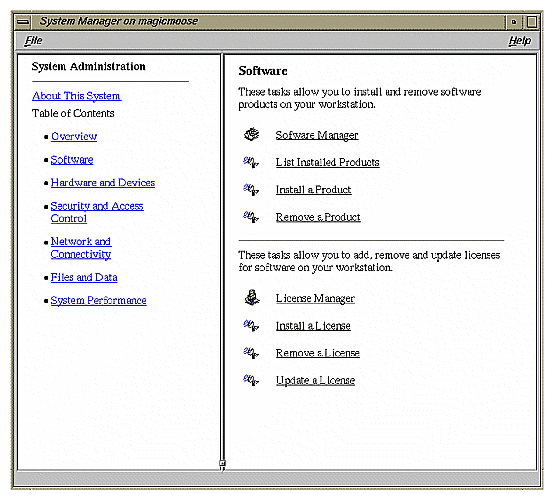 System Manager on magicmoose
File
Help
System Administration
About This System
Table of Contents
Overview
Software
Hardware and Devices
Security and Access
Control
Network and
Connectivity
Files and Data
System Performance
Software
These tasks allow you to install and remove software
products on your workstation.
Sofware Manager
List Installed Products
Install a Product
Remove a Product
These tasks allow you to add, remove and update licenses
for software on your workstation.
License Manager
Install a License
Remove a License
Update a License